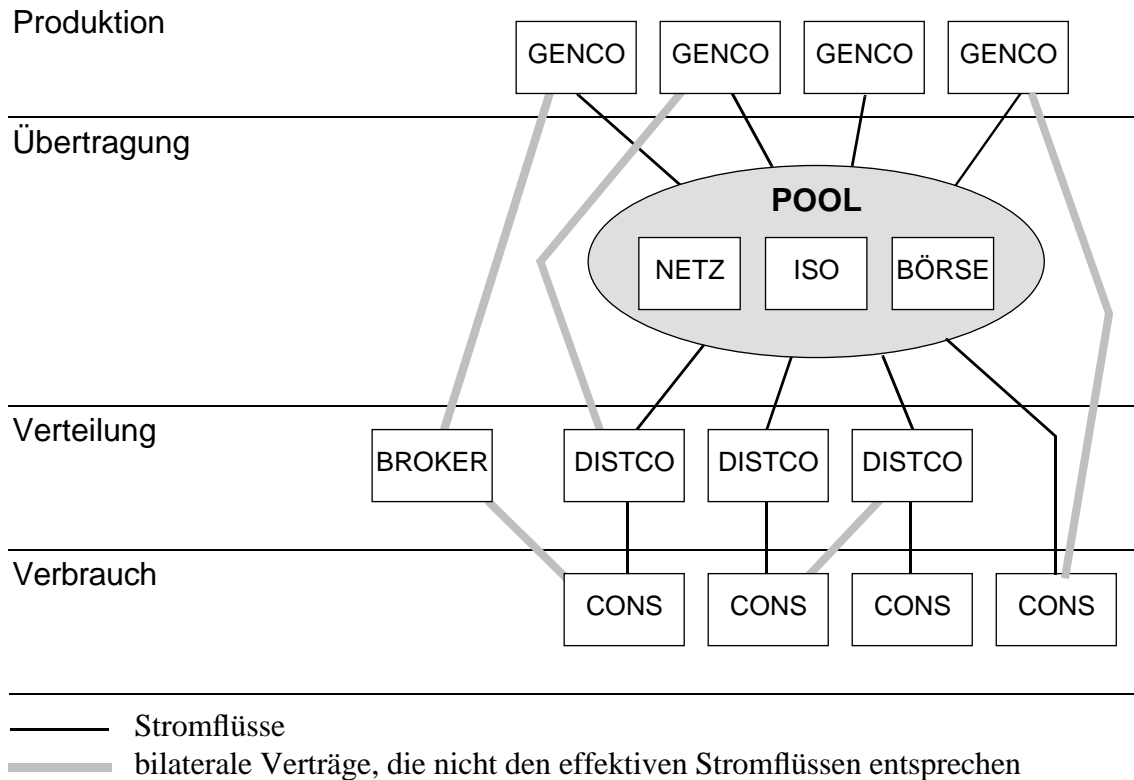 Produktion
GENCO GENCO GENCO GENCO
Übertragung
POOL
NETZ ISO BÖRSE
Verteilung
BROKER DISTCO DISTCO DISTCO
Verbrauch
CONS CONS CONS CONS
Stromflüsse
bilaterale Verträge, die nicht den effektiven Stromflüssen entsprechen